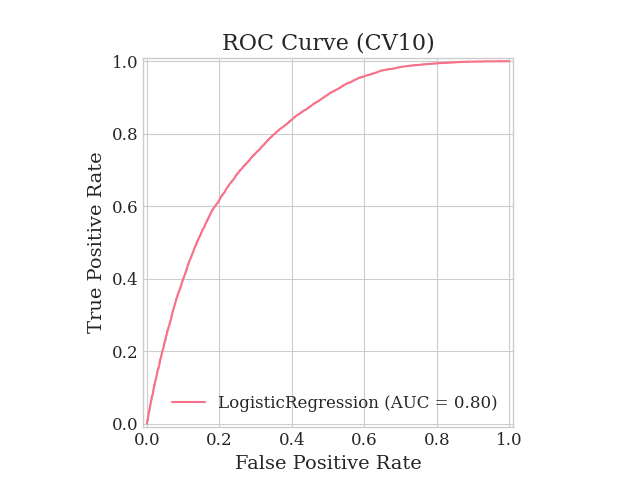 ROC Curve (CV10)
True Positive Rate
1.0
0.8
0.6
0.4
0.2
0.0
LogisticRegression (AUC = 0.80)
0.0 0.2 0.4 0.6 0.8 1.0
False Positive Rate